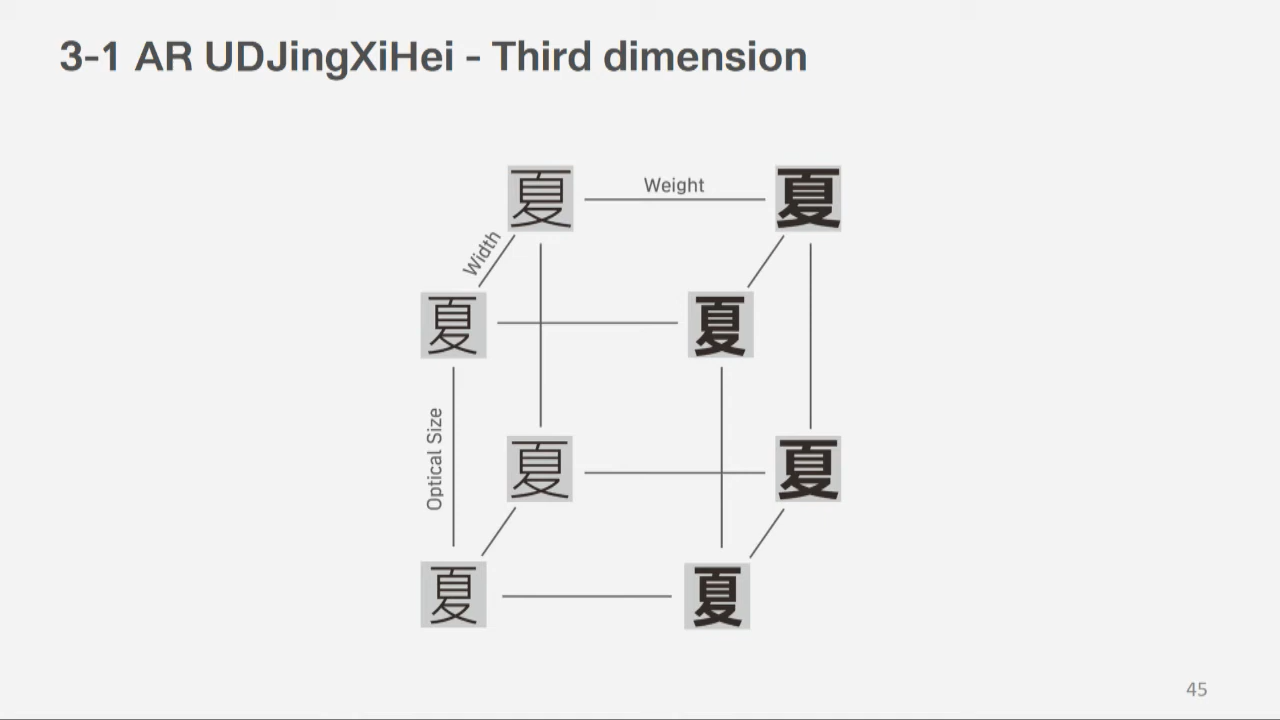 3-1 AR UDJingXiHei - Third dimension
夏
Weight
夏
Width
夏
夏
Optical Size
夏
夏
夏
夏
45